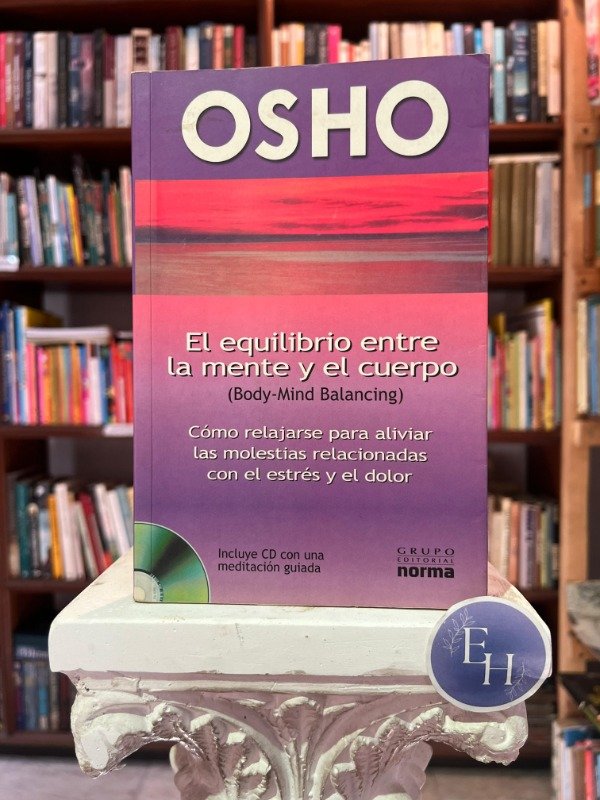 OSHO
El equilibrio entre
la mente y el cuerpo
(Body-Mind Balancing)
Cómo relajarse para aliviar
las molestias relacionadas
con el estrés y el dolor
Incluye CD con una
meditación guiada
GRUPO
EDITORIAL
norma
EH